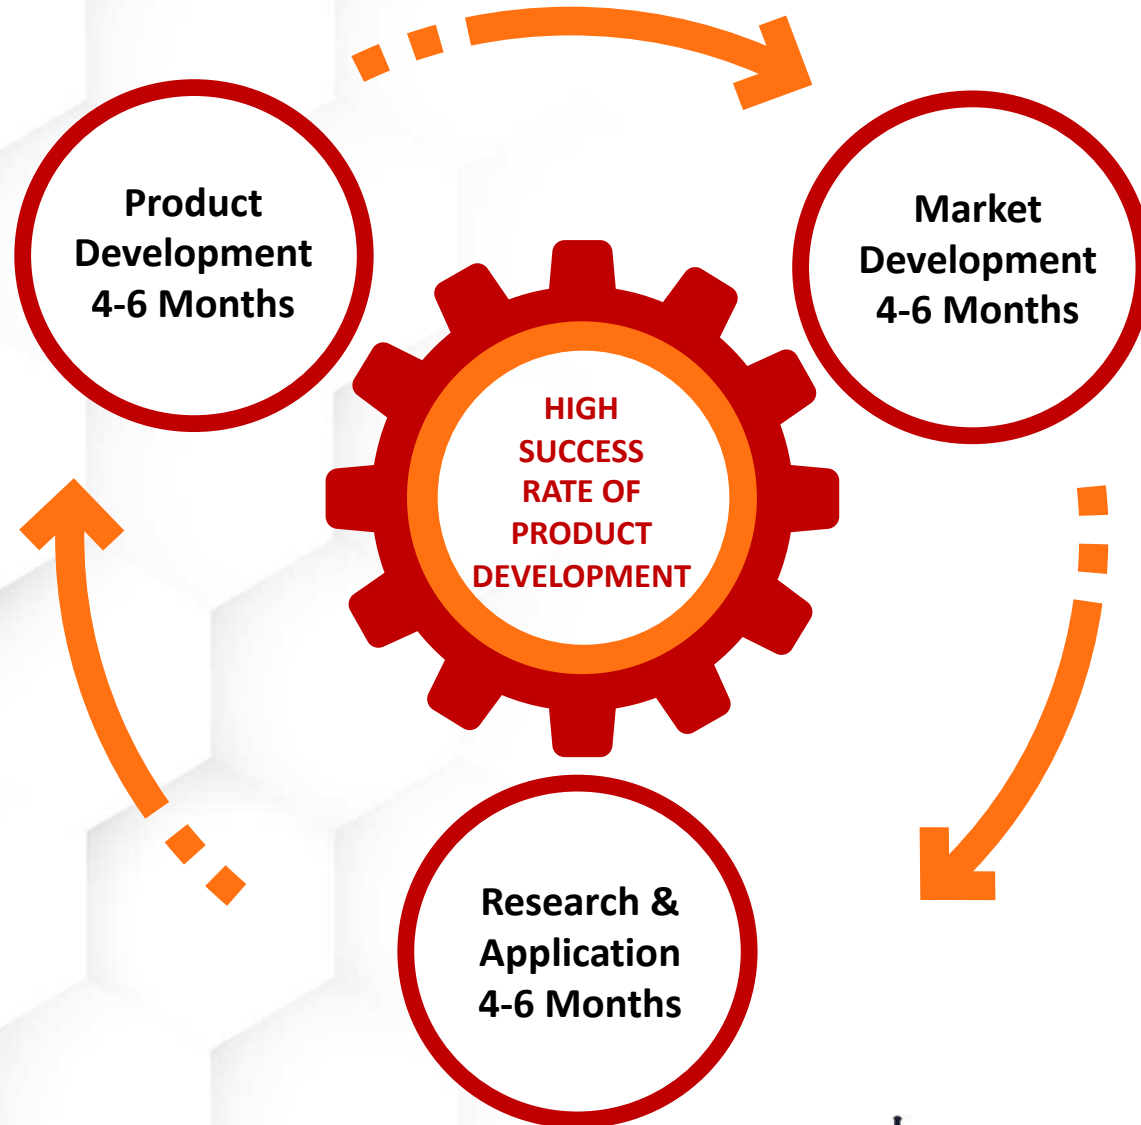 Product
Development
4-6 Months
Market
Development
4-6 Months
HIGH
SUCCESS
RATE OF
PRODUCT
DEVELOPMENT
Research &
Application
4-6 Months